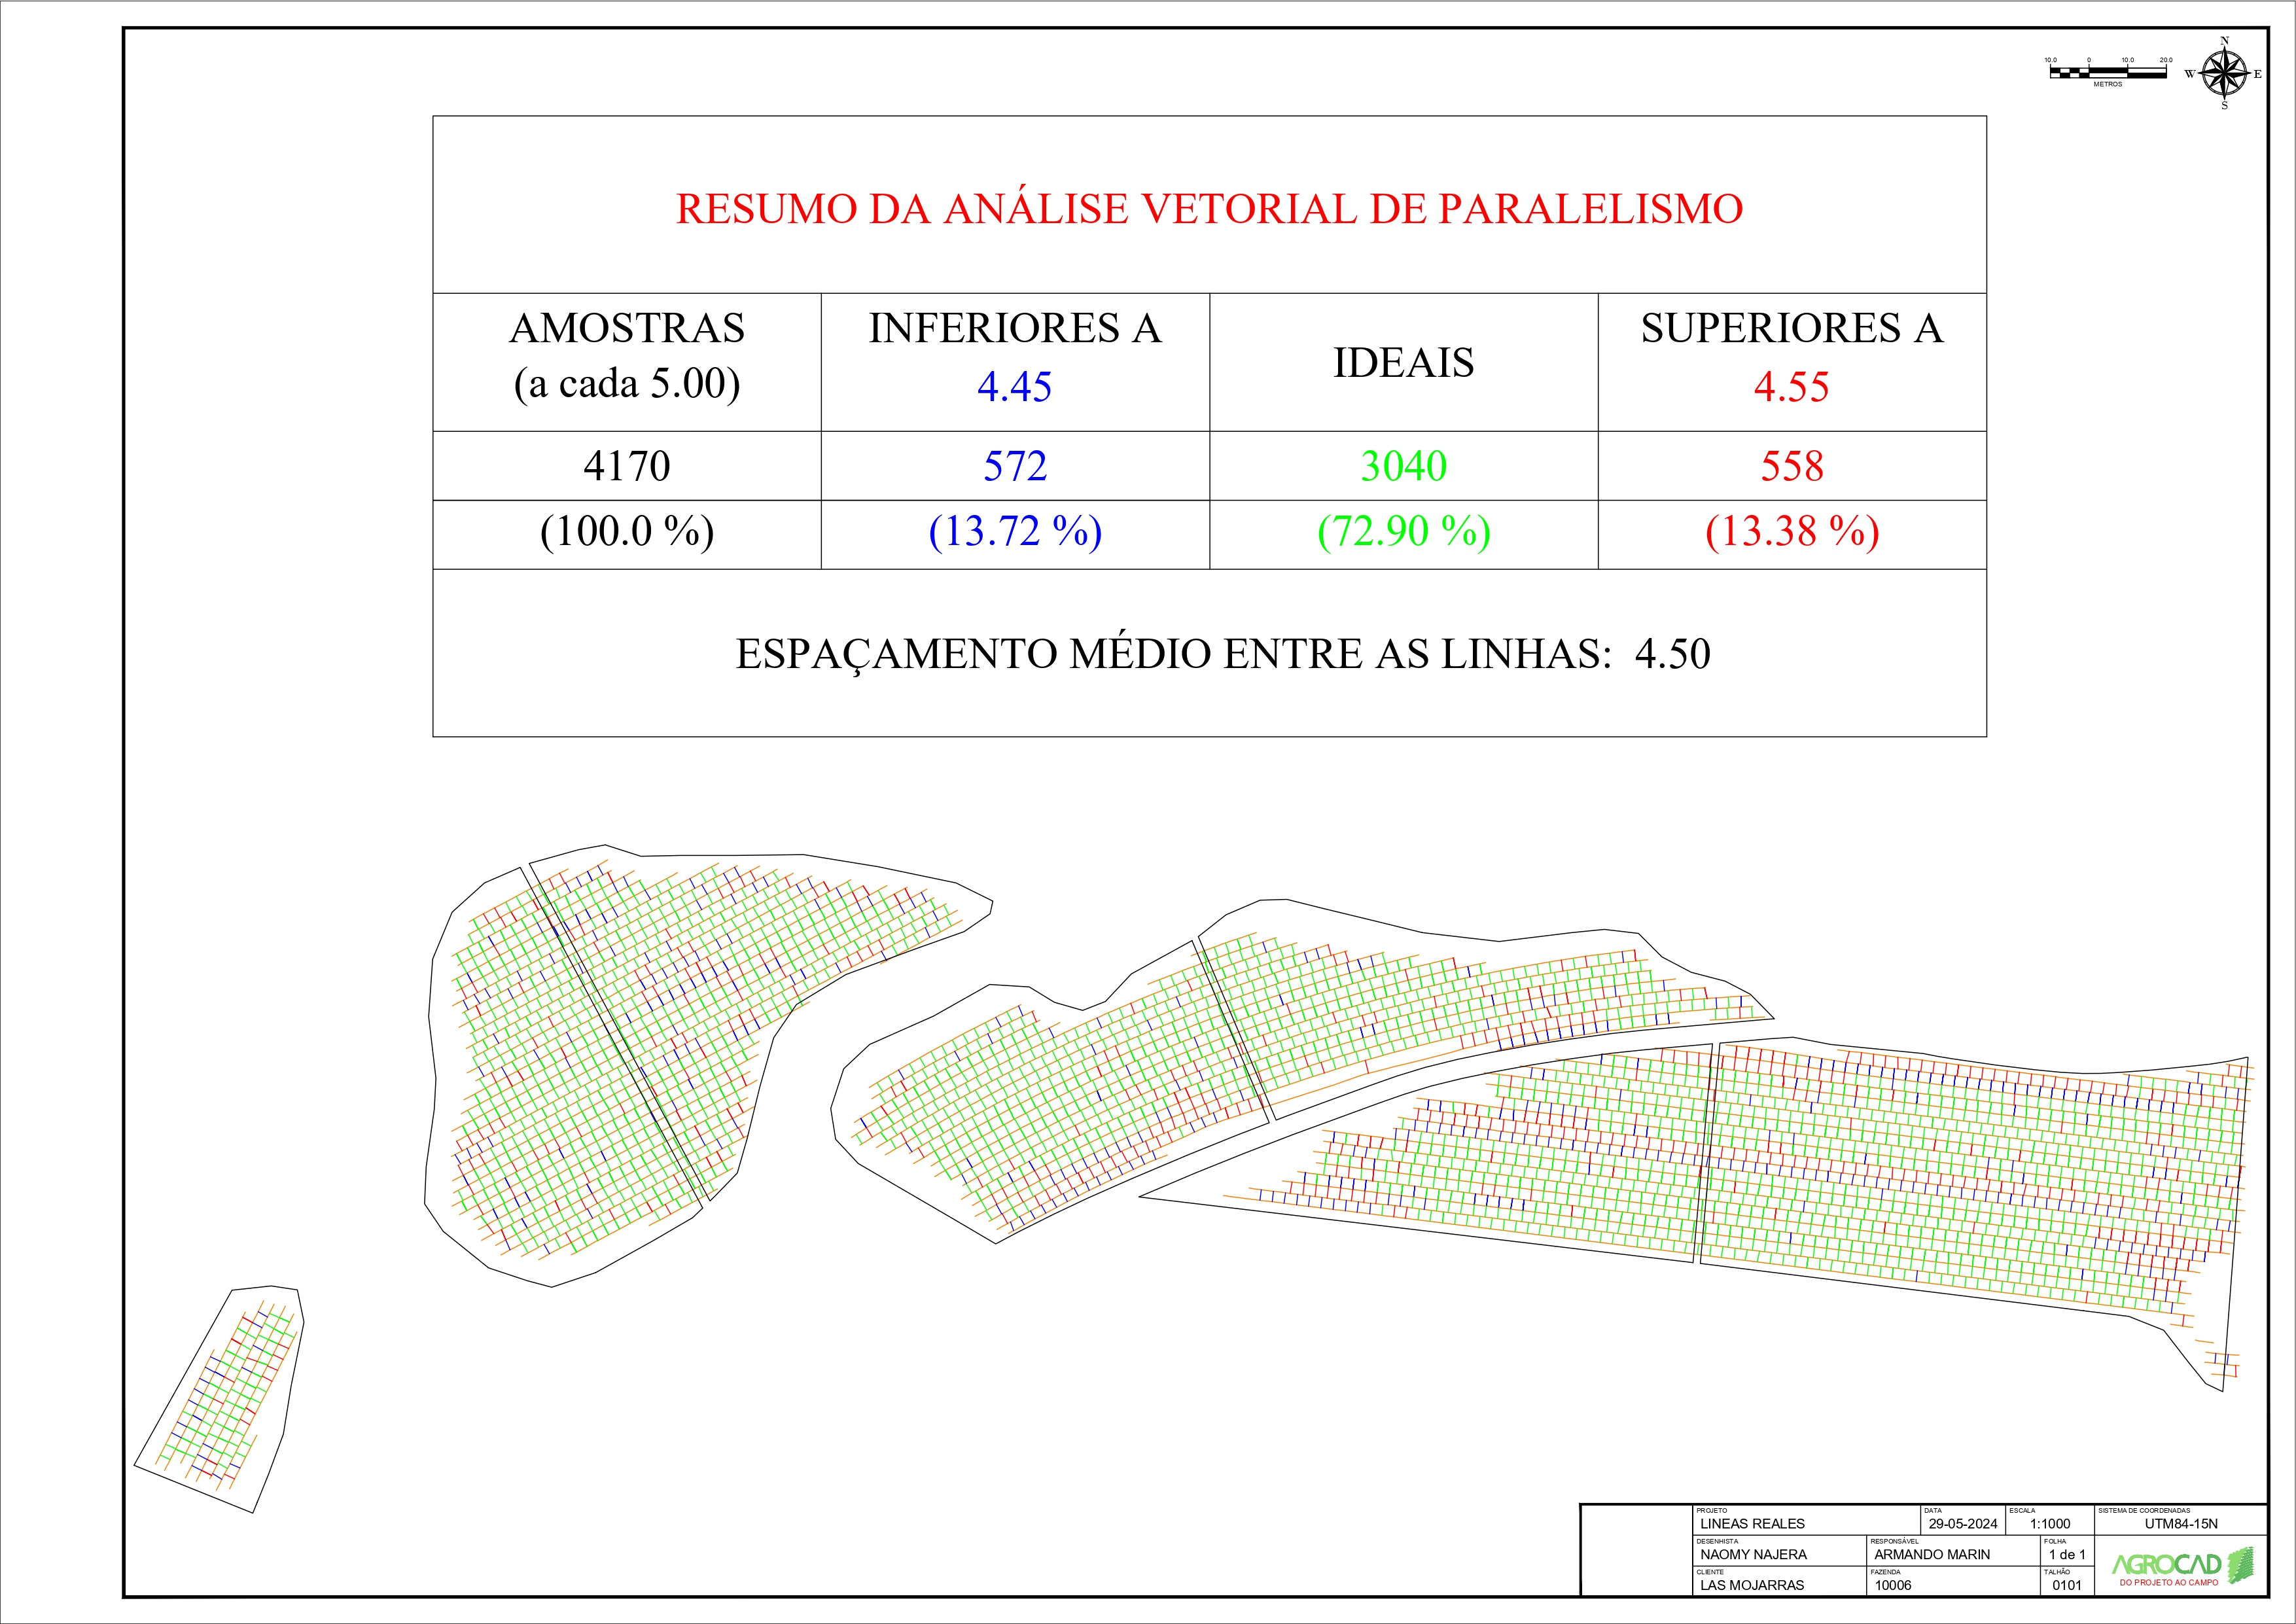 N
10.0 0 10.0 20.0
W E
METROS
S
RESUMO DA ANÁLISE VETORIAL DE PARALELISMO
AMOSTRAS
(a cada 5.00)
INFERIORES A
4.45
IDEAIS
SUPERIORES A
4.55
4170 572 3040 558
(100.0 %) (13.72 %) (72.90 %) (13.38 %)
ESPAÇAMENTO MÉDIO ENTRE AS LINHAS: 4.50
PROJETO DATA ESCALA SISTEMA DE COORDENADAS
LINEAS REALES 29-05-2024 1:1000 UTM84-15N
DESENHISTA RESPONSÁVEL FOLHA
NAOMY NAJERA ARMANDO MARIN 1 de 1
CLIENTE FAZENDA TALHÃO
LAS MOJARRAS 10006 0101
AGROCAD
DO PROJETO AO CAMPO